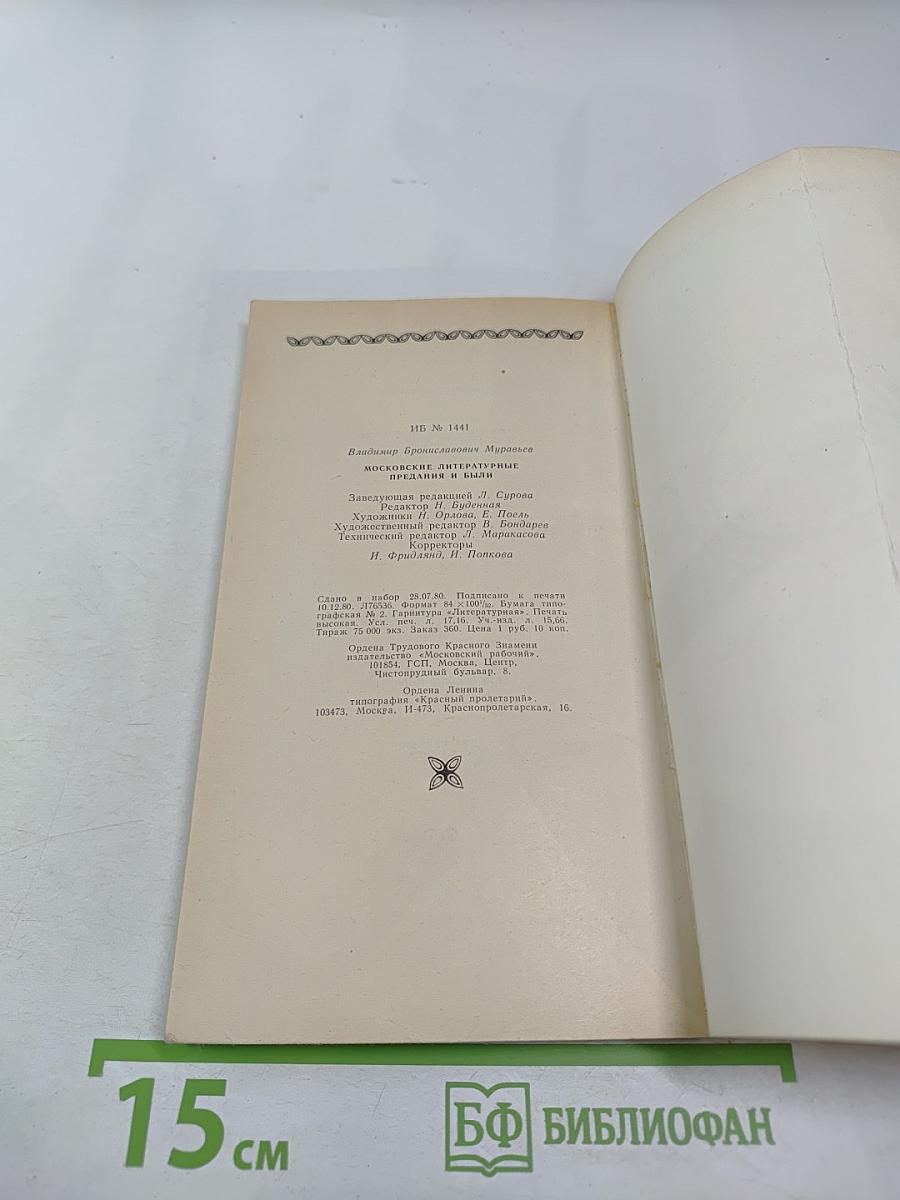 ИБ № 1441
Владимир Брониславович Муравьев
МОСКОВСКИЕ ЛИТЕРАТУРНЫЕ
ПРЕДАНИЯ И БЫЛИ
Заведующая редакцией Л. Сурова
Редактор Н. Буденная
Художники Н. Орлова, Е. Поель
Художественный редактор В. Бондарев
Технический редактор Л. Маракасова
Корректоры
И. Фридлянд, И. Попкова
Сдано в набор 28.07.80. Подписано к печати
10.12.80. Л76536. Формат 84×100¹/₃₂. Бумага типо-
графская № 2. Гарнитура «Литературная». Печать
высокая. Усл. печ. л. 17,16. Уч.-изд. л. 15,66.
Тираж 75 000 экз. Заказ 360. Цена 1 руб. 10 коп.
Ордена Трудового Красного Знамени
издательство «Московский рабочий».
101854, ГСП, Москва, Центр,
Чистопрудный бульвар, 8.
Ордена Ленина
типография «Красный пролетарий».
103473, Москва, И-473, Краснопролетарская, 16.
15 см
БФ БИБЛИОФАН